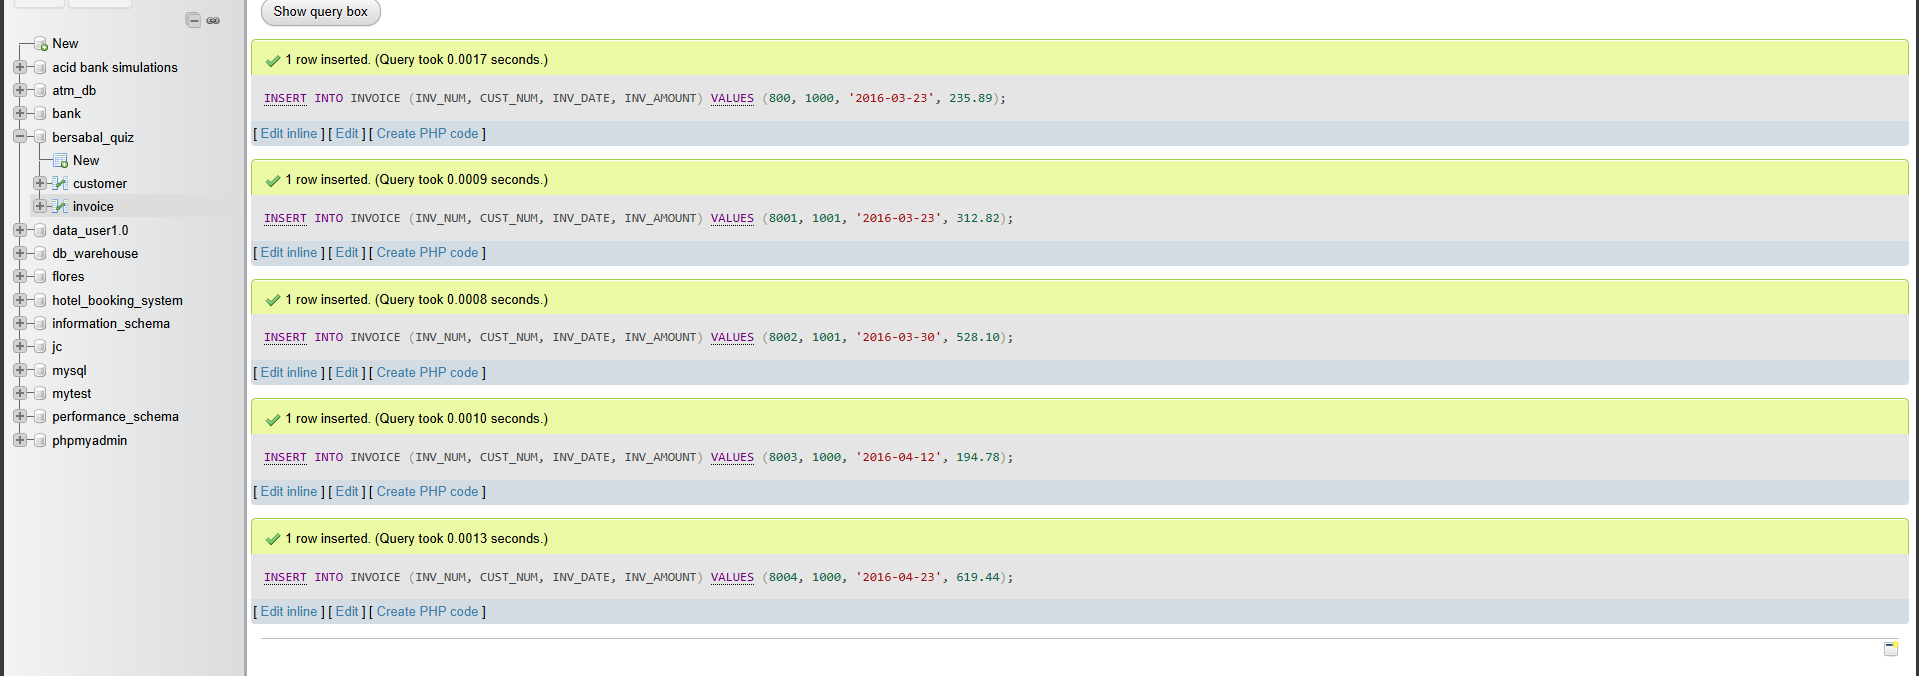 New
acid bank simulations
atm_db
bank
bersabal_quiz
New
customer
invoice
data_user1.0
db_warehouse
flores
hotel_booking_system
information_schema
jc
mysql
mytest
performance_schema
phpmyadmin
Show query box
1 row inserted. (Query took 0.0017 seconds.)
INSERT INTO INVOICE (INV_NUM, CUST_NUM, INV_DATE, INV_AMOUNT) VALUES (800, 1000, '2016-03-23', 235.89);
[ Edit inline ] [ Edit ] [ Create PHP code ]
1 row inserted. (Query took 0.0009 seconds.)
INSERT INTO INVOICE (INV_NUM, CUST_NUM, INV_DATE, INV_AMOUNT) VALUES (8001, 1001, '2016-03-23', 312.82);
[ Edit inline ] [ Edit ] [ Create PHP code ]
1 row inserted. (Query took 0.0008 seconds.)
INSERT INTO INVOICE (INV_NUM, CUST_NUM, INV_DATE, INV_AMOUNT) VALUES (8002, 1001, '2016-03-30', 528.10);
[ Edit inline ] [ Edit ] [ Create PHP code ]
1 row inserted. (Query took 0.0010 seconds.)
INSERT INTO INVOICE (INV_NUM, CUST_NUM, INV_DATE, INV_AMOUNT) VALUES (8003, 1000, '2016-04-12', 194.78);
[ Edit inline ] [ Edit ] [ Create PHP code ]
1 row inserted. (Query took 0.0013 seconds.)
INSERT INTO INVOICE (INV_NUM, CUST_NUM, INV_DATE, INV_AMOUNT) VALUES (8004, 1000, '2016-04-23', 619.44);
[ Edit inline ] [ Edit ] [ Create PHP code ]